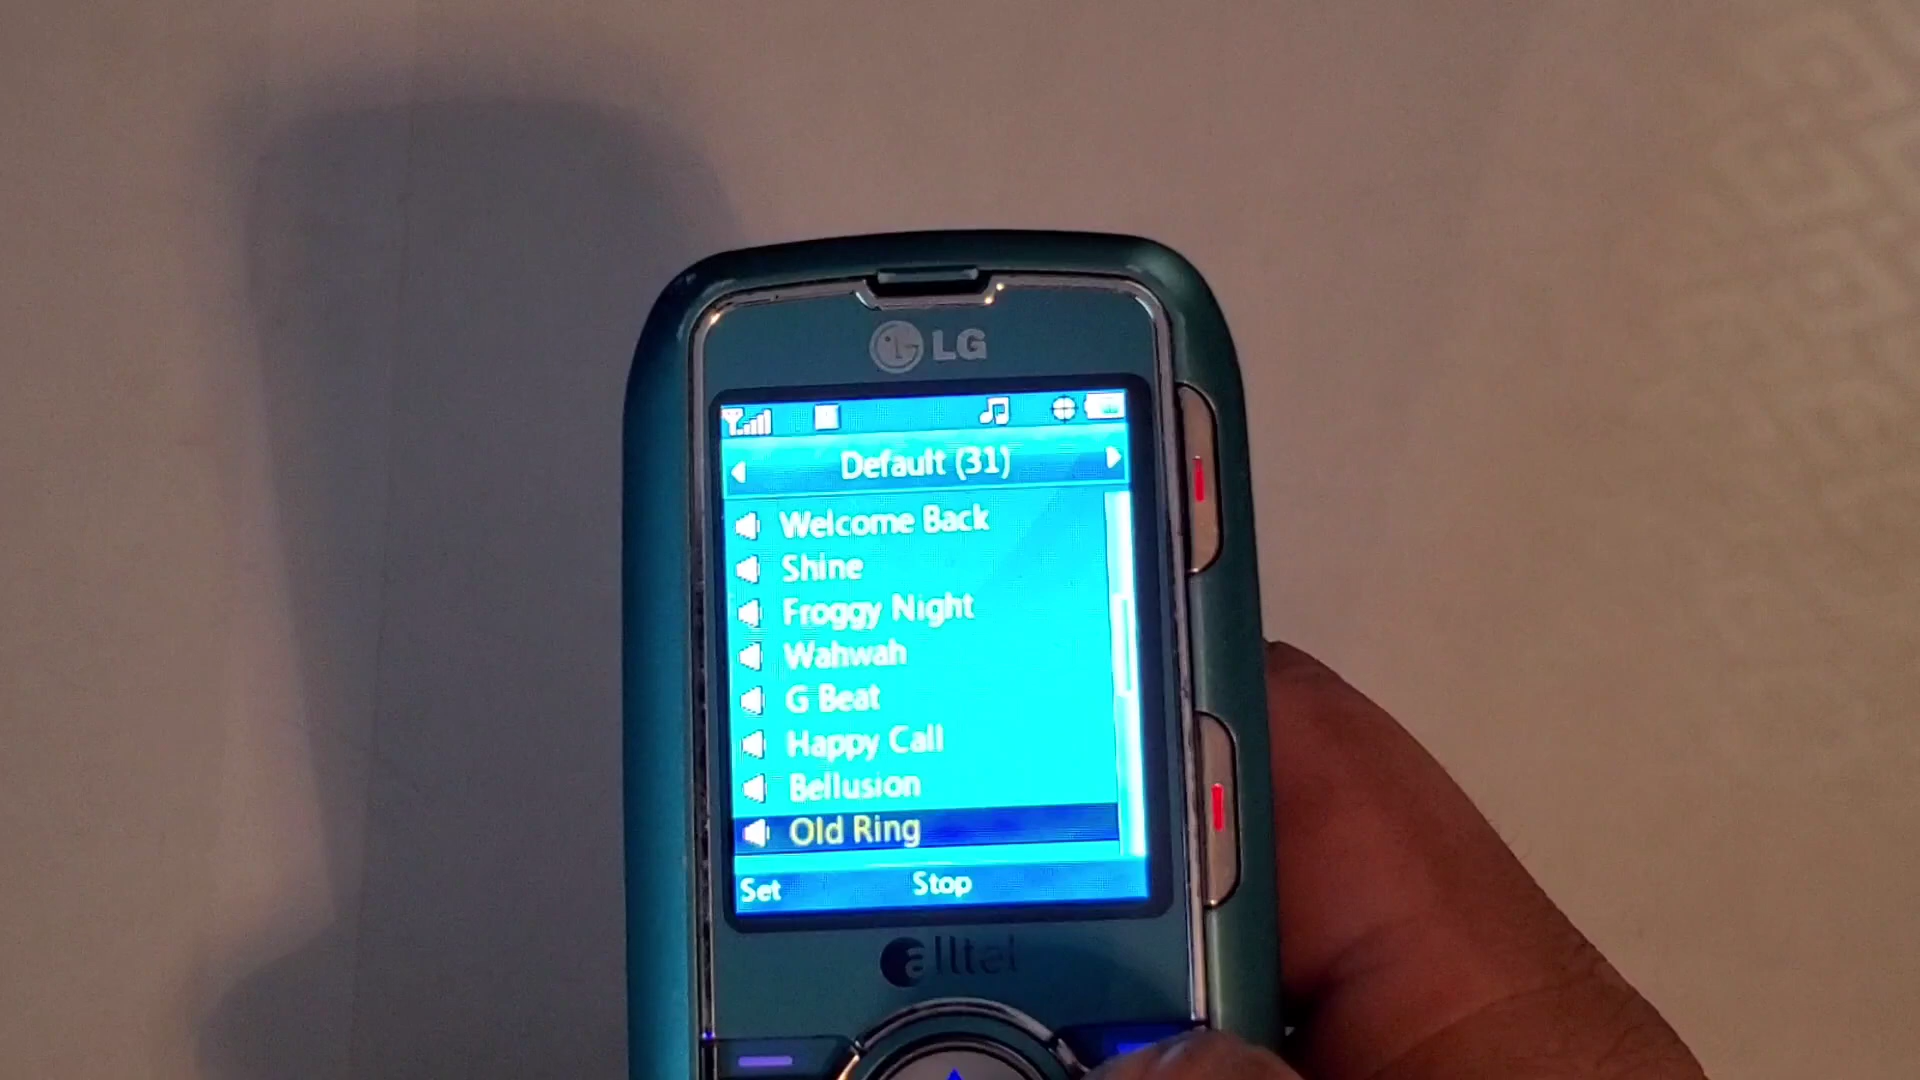 LG
Default (31)
Welcome Back
Shine
Froggy Night
Wahwah
G Beat
Happy Call
Bellusion
Old Ring
Set
Stop
alltel